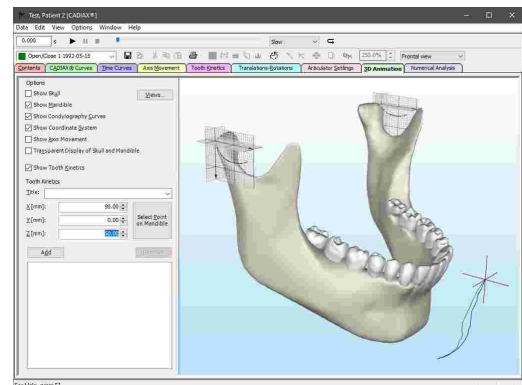 Test, Patient 2 [CADIAX®]
Data Edit View Options Window Help
0.000 s Slow
Open/Close 1 1992-05-15 250.0% Frontal view
Contents CADIAX® Curves Time Curves Axis Movement Tooth Kinetics Translations-Rotations Articulator Settings 3D Animation Numerical Analysis
Options
Show Skull Views...
Show Mandible
Show Condylography Curves
Show Coordinate System
Show Axis Movement
Transparent Display of Skull and Mandible
Show Tooth Kinetics
Tooth Kinetics
Title:
X[mm]: 95.00
Y[mm]: 0.00 Select Point on Mandible
Z[mm]:
Add